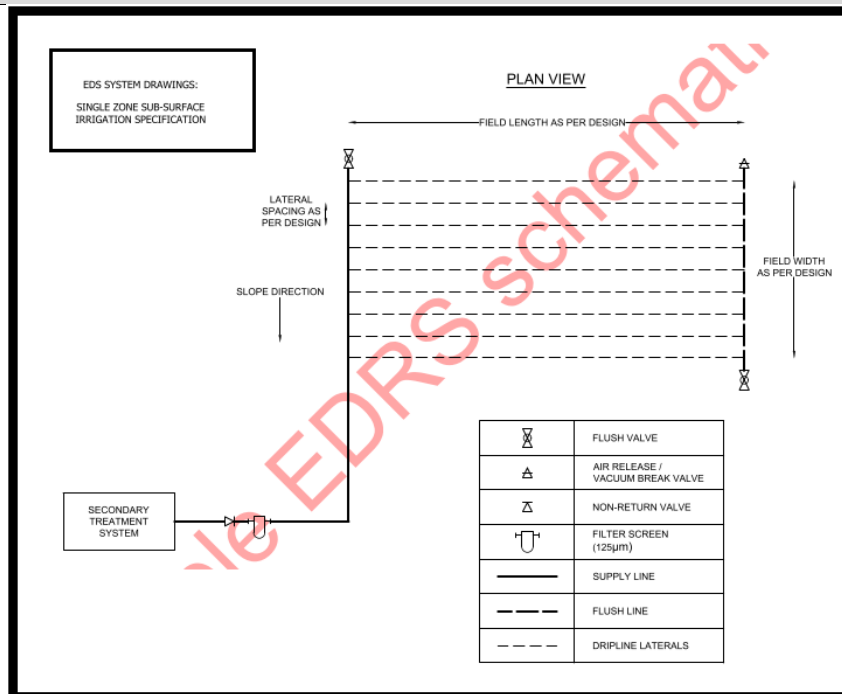 EDS SYSTEM DRAWINGS:
SINGLE ZONE SUB-SURFACE
IRRIGATION SPECIFICATION
PLAN VIEW
FIELD LENGTH AS PER DESIGN
LATERAL
SPACING AS
PER DESIGN
SLOPE DIRECTION
FIELD WIDTH
AS PER DESIGN
SECONDARY
TREATMENT
SYSTEM
FLUSH VALVE
AIR RELEASE /
VACUUM BREAK VALVE
NON-RETURN VALVE
FILTER SCREEN
(125µm)
SUPPLY LINE
FLUSH LINE
DRIPLINE LATERALS
ple EDRS schemati